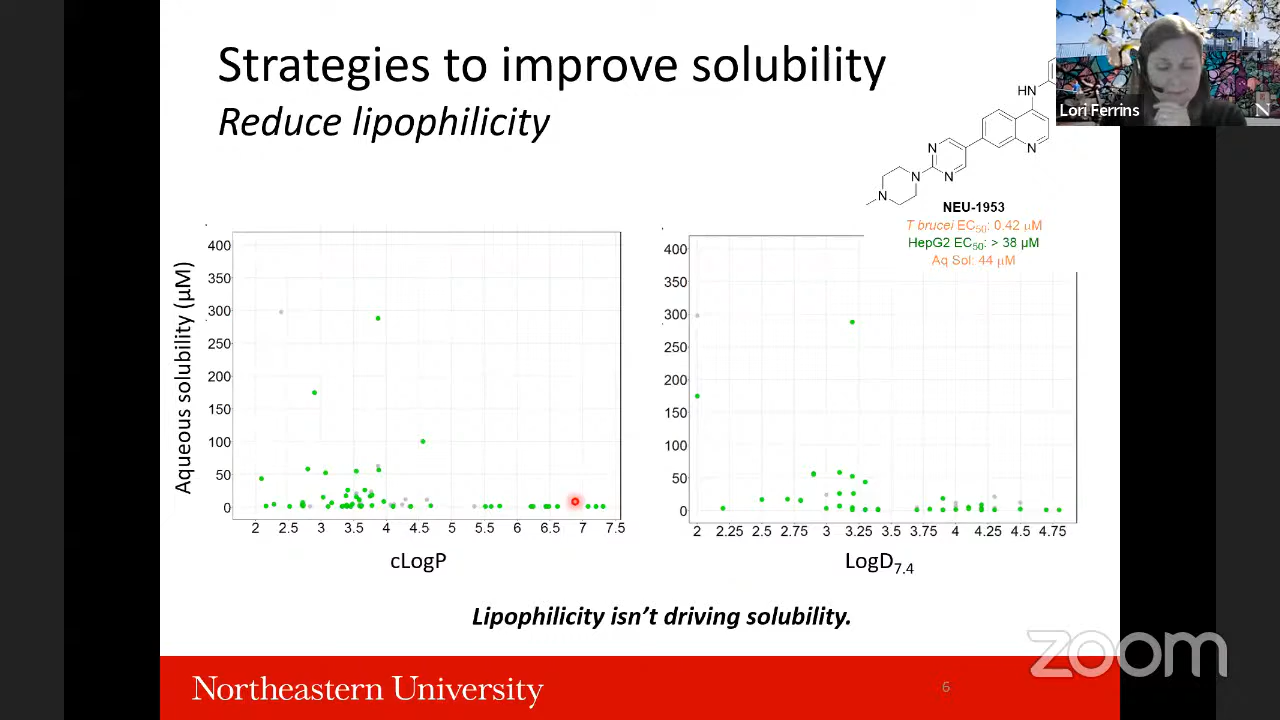 Strategies to improve solubility
Reduce lipophilicity
Lori Ferrins
N
HN
N
N
N
N
N
NEU-1953
T brucei EC50: 0.42 µM
HepG2 EC50: > 38 µM
Aq Sol: 44 µM
Aqueous solubility (µM)
400
350
300
250
200
150
100
50
0
2 2.5 3 3.5 4 4.5 5 5.5 6 6.5 7 7.5
cLogP
400
350
300
250
200
150
100
50
0
2 2.25 2.5 2.75 3 3.25 3.5 3.75 4 4.25 4.5 4.75
LogD7.4
Lipophilicity isn't driving solubility.
zoom
Northeastern University
6